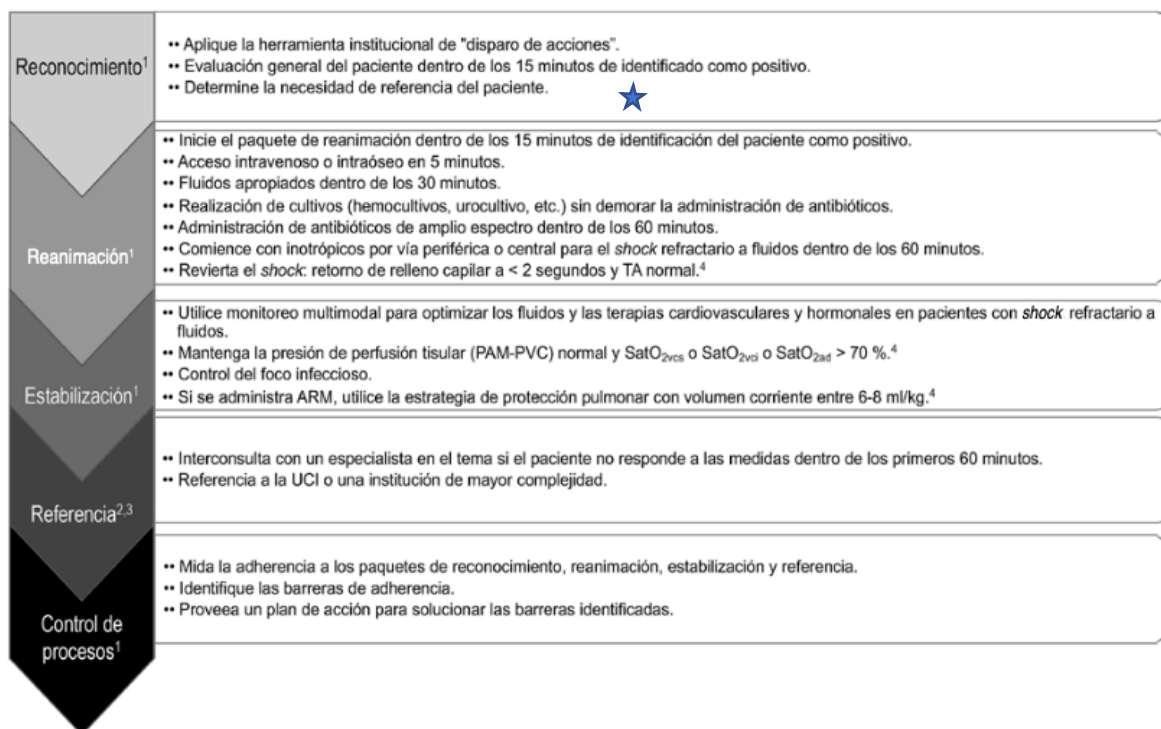 Reconocimiento¹
•• Aplique la herramienta institucional de "disparo de acciones".
•• Evaluación general del paciente dentro de los 15 minutos de identificado como positivo.
•• Determine la necesidad de referencia del paciente.
Reanimación¹
•• Inicie el paquete de reanimación dentro de los 15 minutos de identificación del paciente como positivo.
•• Acceso intravenoso o intraóseo en 5 minutos.
•• Fluidos apropiados dentro de los 30 minutos.
•• Realización de cultivos (hemocultivos, urocultivo, etc.) sin demorar la administración de antibióticos.
•• Administración de antibióticos de amplio espectro dentro de los 60 minutos.
•• Comience con inotrópicos por vía periférica o central para el shock refractario a fluidos dentro de los 60 minutos.
•• Revierta el shock: retorno de relleno capilar a < 2 segundos y TA normal.⁴
Estabilización¹
•• Utilice monitoreo multimodal para optimizar los fluidos y las terapias cardiovasculares y hormonales en pacientes con shock refractario a
fluidos.
•• Mantenga la presión de perfusión tisular (PAM-PVC) normal y SatO2vcs o SatO2vci o SatO2ad > 70 %.⁴
•• Control del foco infeccioso.
•• Si se administra ARM, utilice la estrategia de protección pulmonar con volumen corriente entre 6-8 ml/kg.⁴
Referencia²,³
•• Interconsulta con un especialista en el tema si el paciente no responde a las medidas dentro de los primeros 60 minutos.
•• Referencia a la UCI o una institución de mayor complejidad.
Control de
procesos¹
•• Mida la adherencia a los paquetes de reconocimiento, reanimación, estabilización y referencia.
•• Identifique las barreras de adherencia.
•• Provea un plan de acción para solucionar las barreras identificadas.